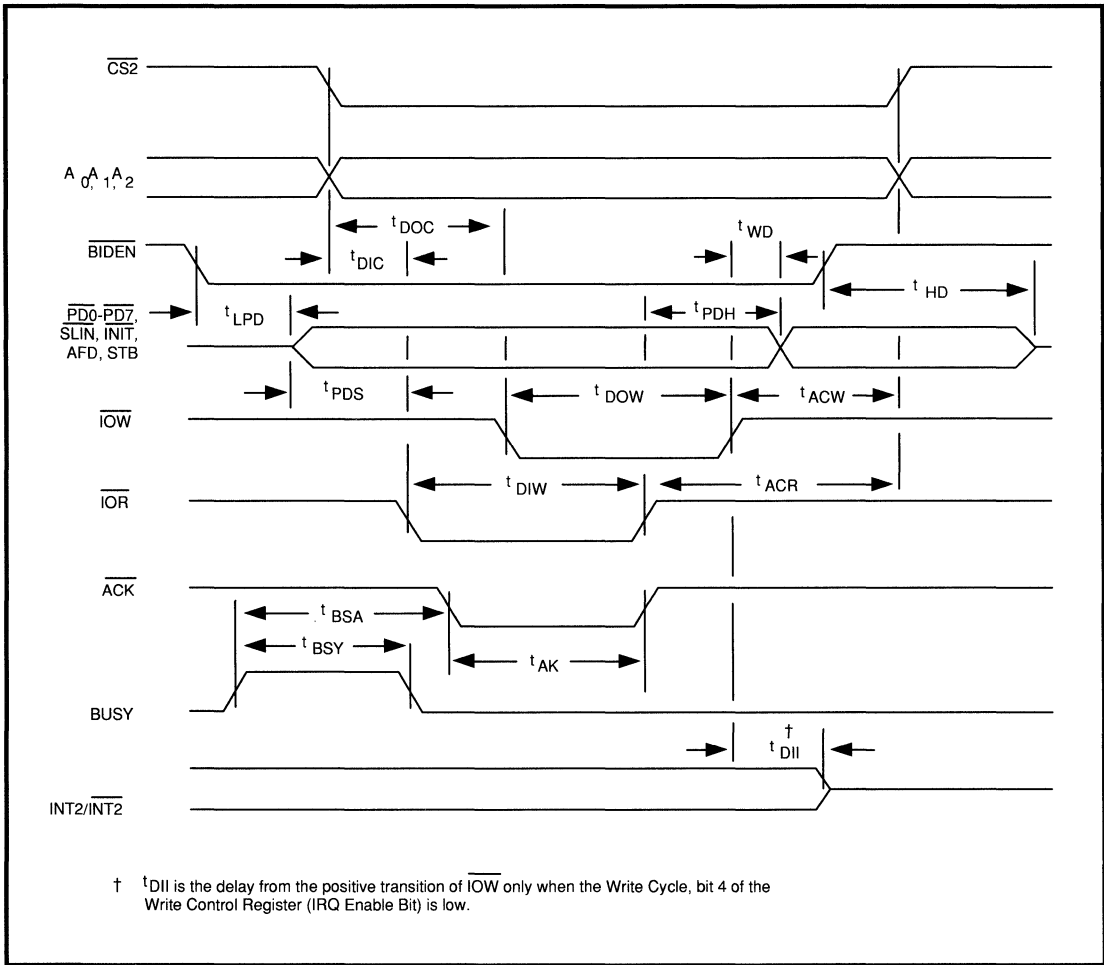 CS2
A0, A1, A2
tDOC
tWD
BIDEN
tDIC
tHD
PD0-PD7,
SLIN, INIT,
AFD, STB
tLPD
tPDH
tPDS
tDOW
tACW
IOW
tDIW
tACR
IOR
ACK
tBSA
tBSY
tAK
BUSY
†
tDII
INT2/INT2
† tDII is the delay from the positive transition of IOW only when the Write Cycle, bit 4 of the
Write Control Register (IRQ Enable Bit) is low.